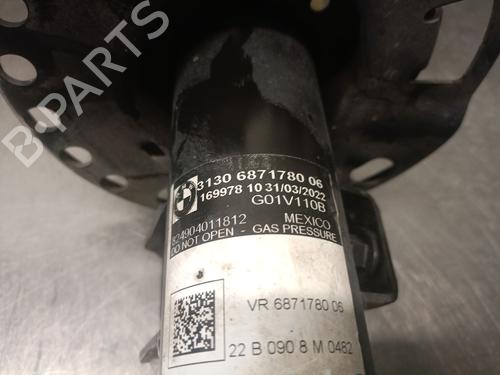 B-Parts
3130 6871780 06
169978 10 31/03/2022
G01V110B
824904011812 MEXICO
DO NOT OPEN - GAS PRESSURE
VR 6871780 06
22 B 090 8 M 0482